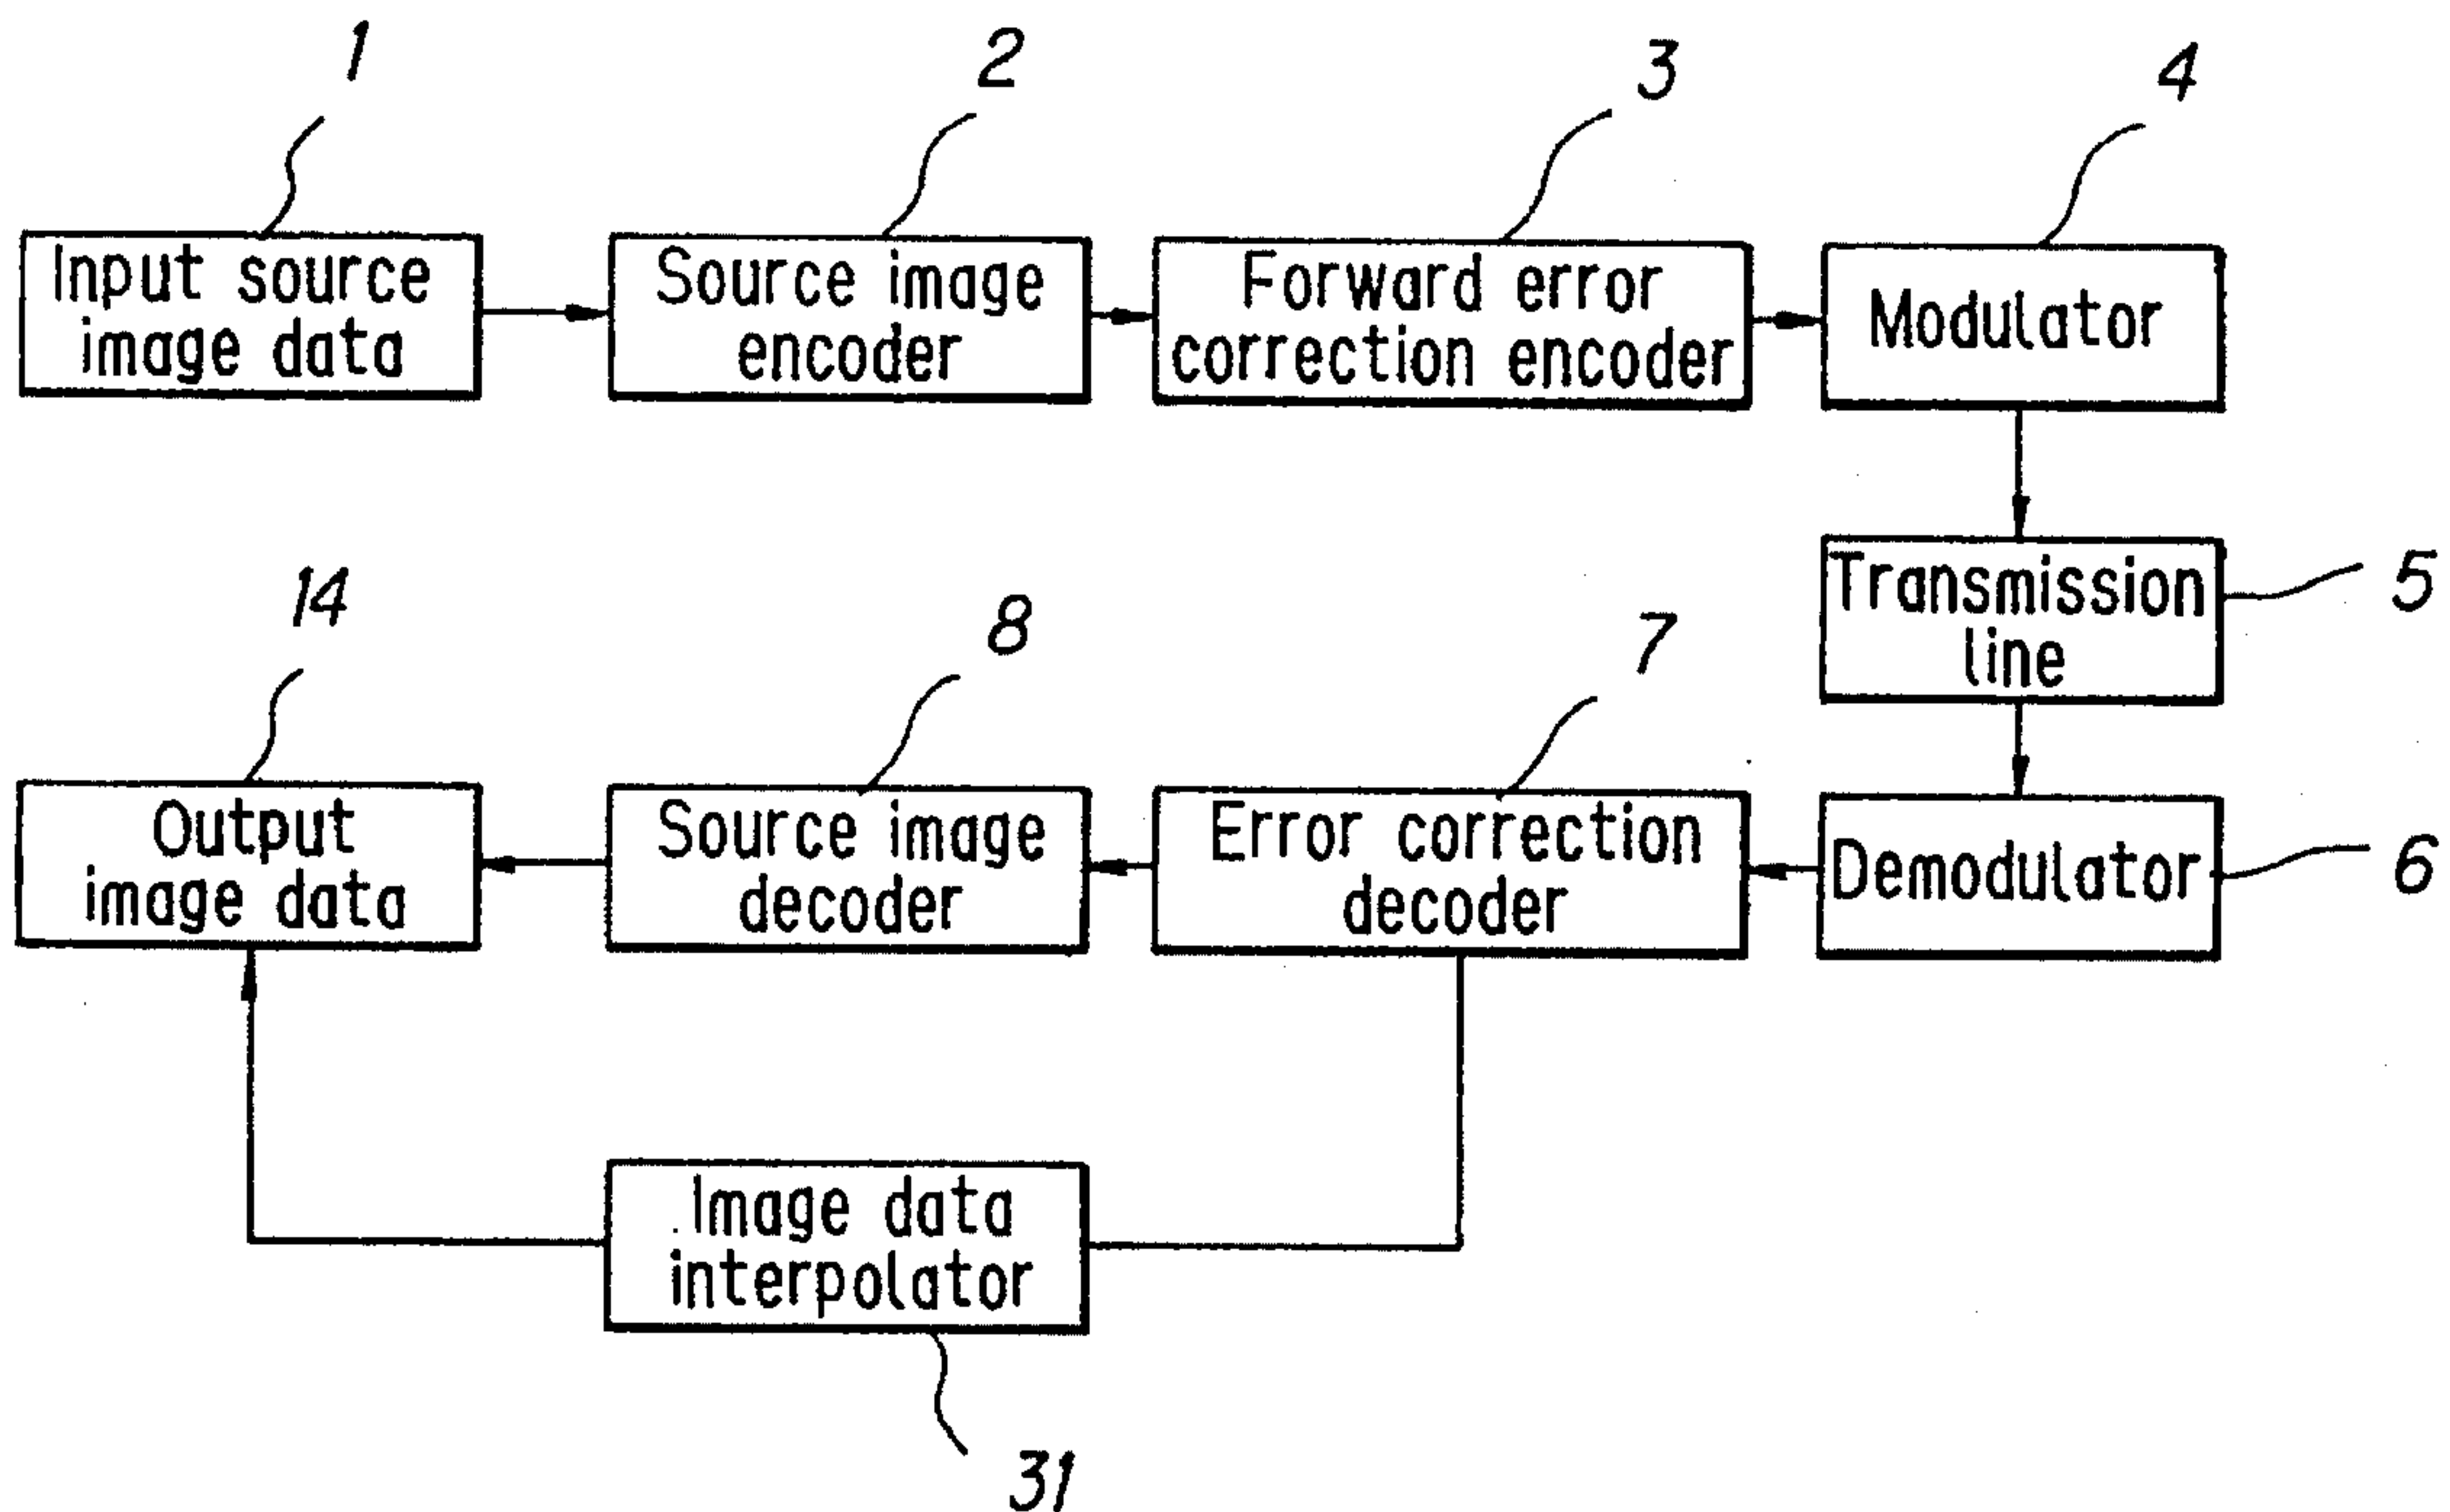 1
2
3
4
Input source
image data
Source image
encoder
Forward error
correction encoder
Modulator
Transmission
line
5
14
8
7
Output
image data
Source image
decoder
Error correction
decoder
Demodulator
6
Image data
interpolator
31